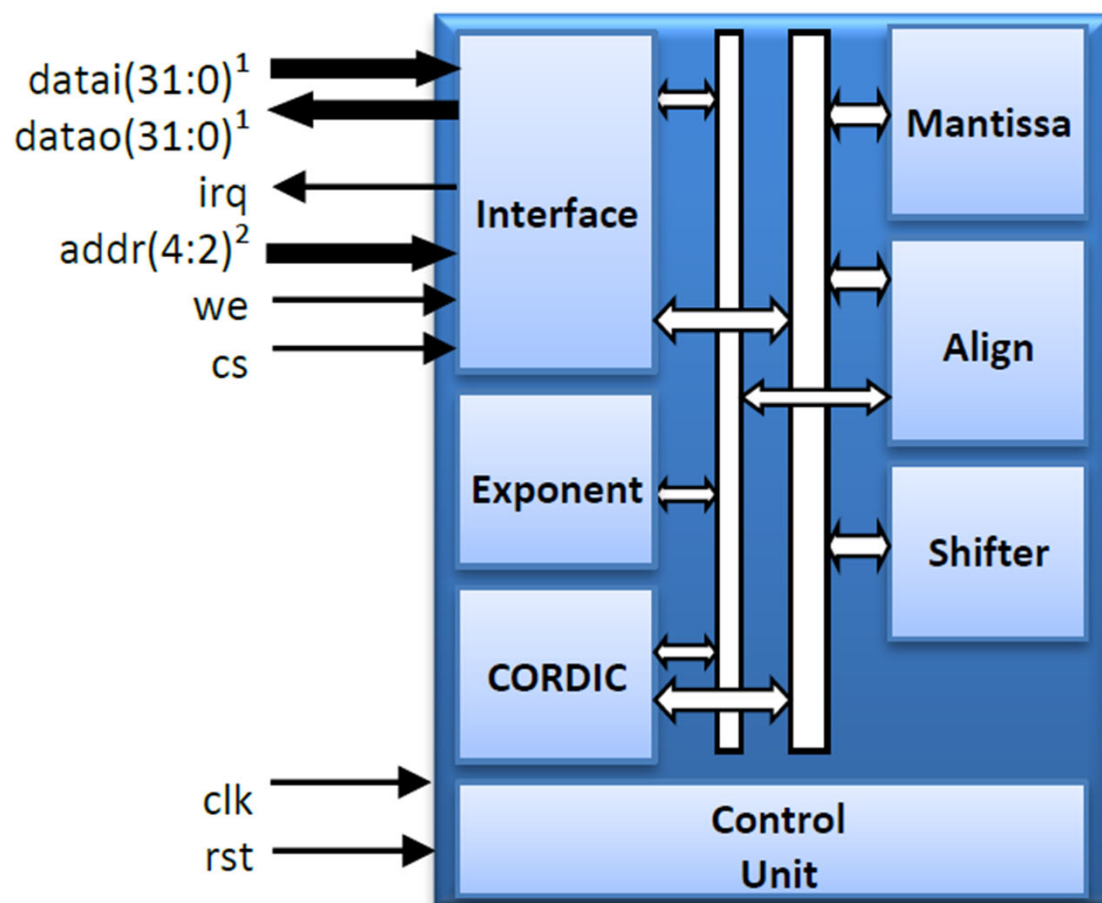 datai(31:0)¹
datao(31:0)¹
irq
addr(4:2)²
we
cs
clk
rst
Interface
Exponent
CORDIC
Mantissa
Align
Shifter
Control
Unit